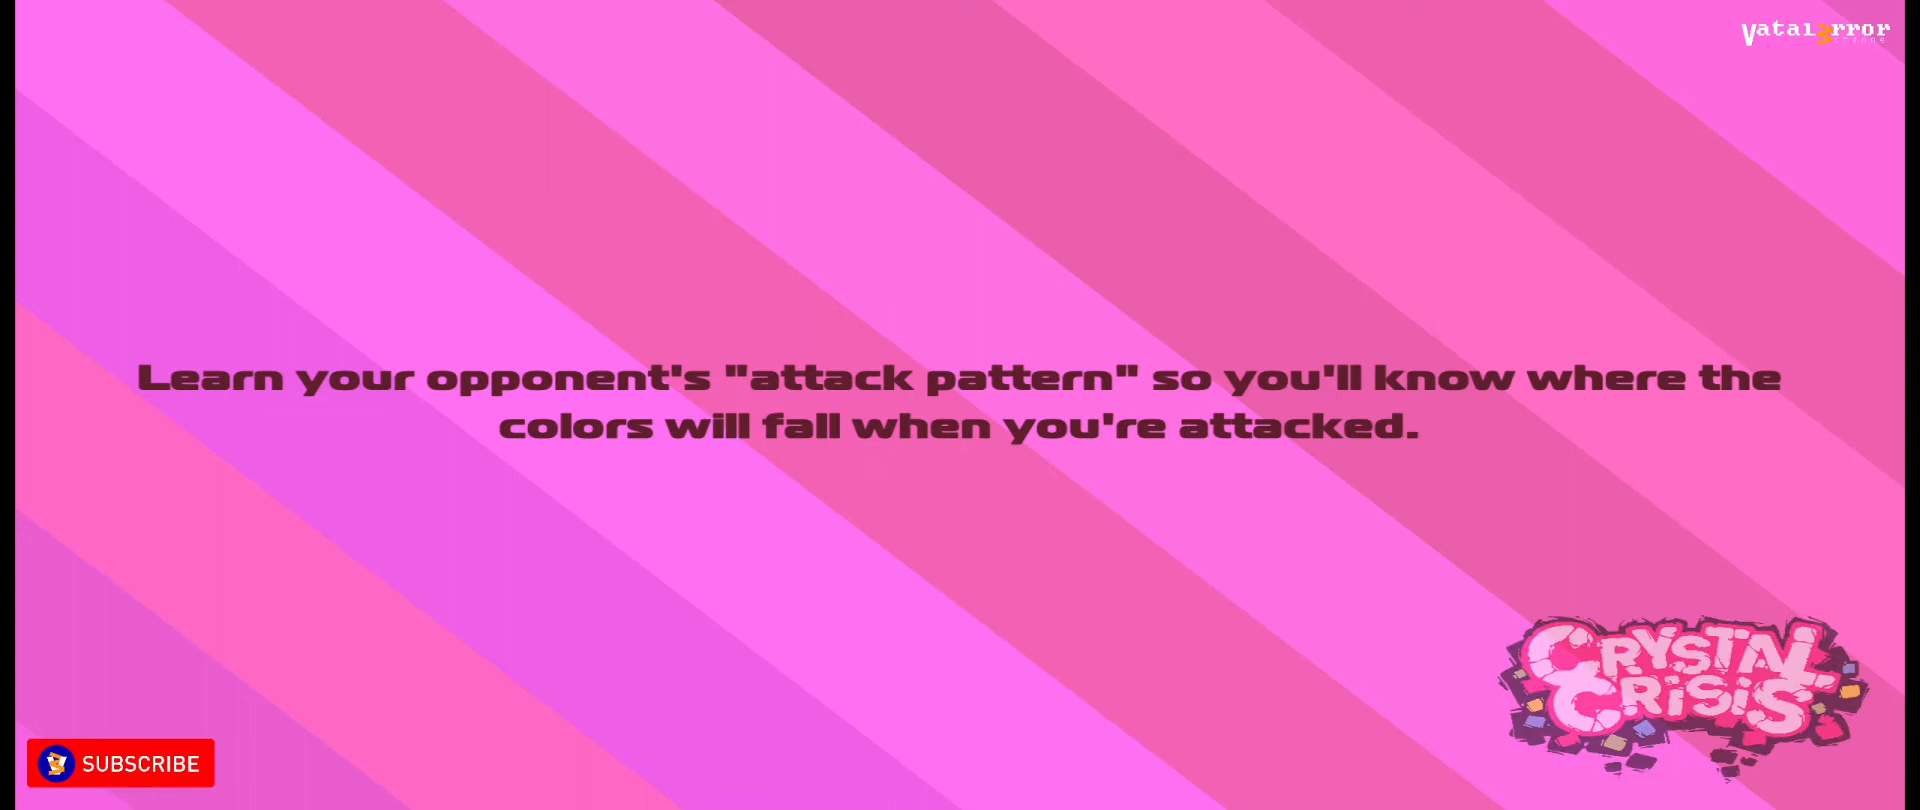 Vatal3rror
Learn your opponent's "attack pattern" so you'll know where the
colors will fall when you're attacked.
CRYSTAL
CRISIS
SUBSCRIBE